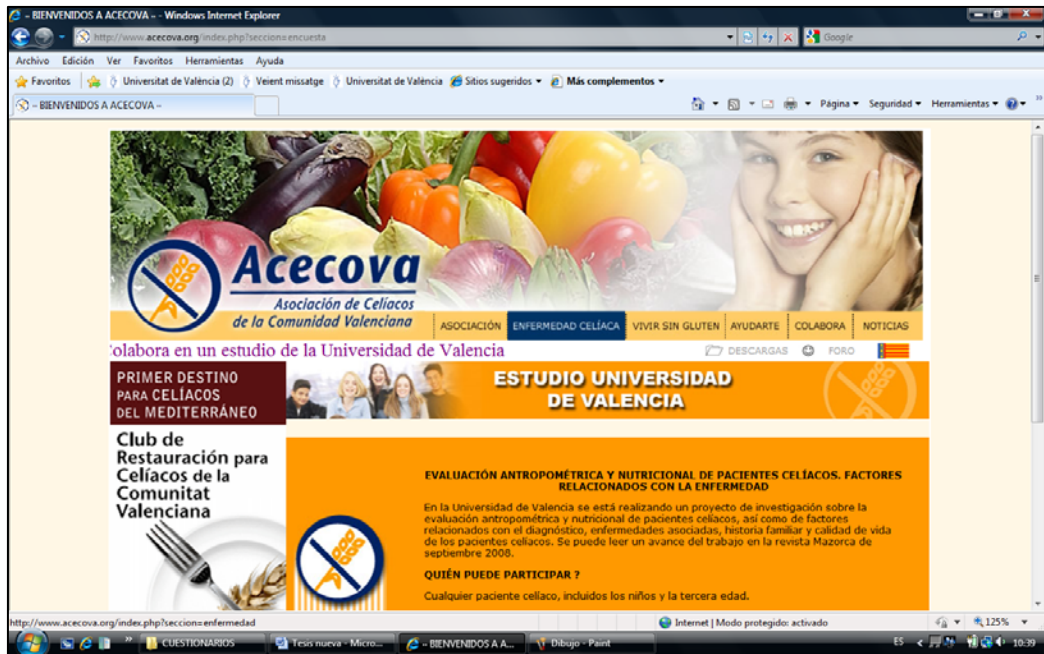 – BIENVENIDOS A ACECOVA – - Windows Internet Explorer
http://www.acecova.org/index.php?seccion=encuesta
Google
Archivo Edición Ver Favoritos Herramientas Ayuda
Favoritos Universitat de València (2) Veient missatge Universitat de València Sitios sugeridos Más complementos
– BIENVENIDOS A ACECOVA –
Página Seguridad Herramientas
Acecova
Asociación de Celíacos
de la Comunidad Valenciana
ASOCIACIÓN ENFERMEDAD CELÍACA VIVIR SIN GLUTEN AYUDARTE COLABORA NOTICIAS
olabora en un estudio de la Universidad de Valencia
DESCARGAS FORO
PRIMER DESTINO
PARA CELÍACOS
DEL MEDITERRÁNEO
ESTUDIO UNIVERSIDAD
DE VALENCIA
Club de
Restauración para
Celíacos de la
Comunitat
Valenciana
EVALUACIÓN ANTROPOMÉTRICA Y NUTRICIONAL DE PACIENTES CELÍACOS. FACTORES
RELACIONADOS CON LA ENFERMEDAD
En la Universidad de Valencia se está realizando un proyecto de investigación sobre la
evaluación antropométrica y nutricional de pacientes celíacos, así como de factores
relacionados con el diagnóstico, enfermedades asociadas, historia familiar y calidad de vida
de los pacientes celíacos. Se puede leer un avance del trabajo en la revista Mazorca de
septiembre 2008.
QUIÉN PUEDE PARTICIPAR ?
Cualquier paciente celíaco, incluidos los niños y la tercera edad.
http://www.acecova.org/index.php?seccion=enfermedad
Internet | Modo protegido: activado
125%
CUESTIONARIOS
Tesis nueva - Micro...
– BIENVENIDOS A A...
Dibujo - Paint
ES
10:39